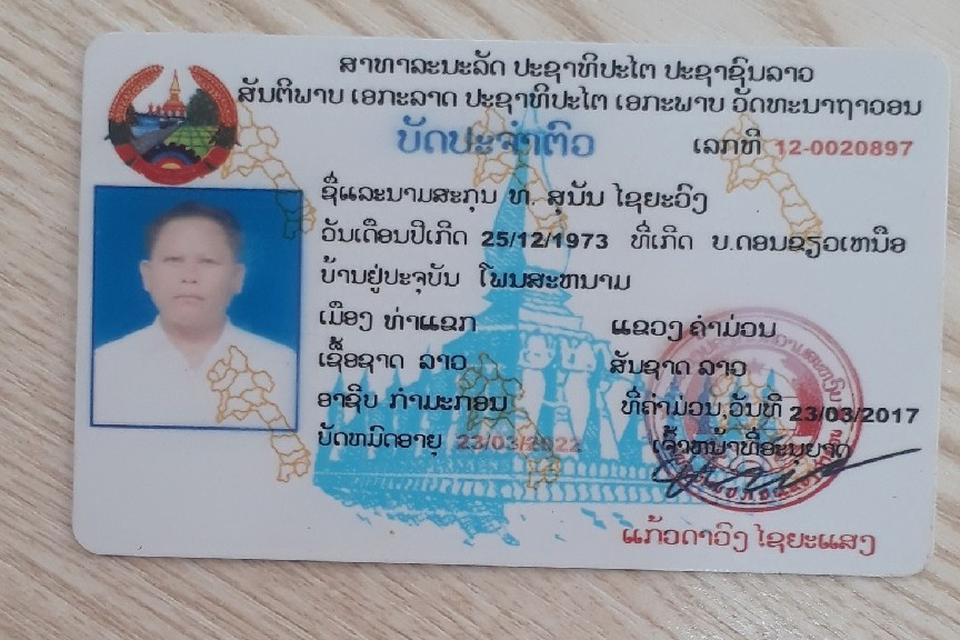 ສາທາລະນະລັດ ປະຊາທິປະໄຕ ປະຊາຊົນລາວ
ສັນຕິພາບ ເອກະລາດ ປະຊາທິປະໄຕ ເອກະພາບ ວັດທະນາຖາວອນ
ບັດປະຈຳຕົວ ເລກທີ 12-0020897
ຊື່ແລະນາມສະກຸນ ທ. ສຸນັນ ໄຊຍະວົງ
ວັນເດືອນປີເກີດ 25/12/1973 ທີ່ເກີດ ບ.ດອນຂຽວເຫນືອ
ບ້ານຢູ່ປະຈຸບັນ ໂພນສະຫນາມ
ເມືອງ ທ່າແຂກ ແຂວງ ຄຳມ່ວນ
ເຊື້ອຊາດ ລາວ ສັນຊາດ ລາວ
ອາຊີບ ກຳມະກອນ ທີ່ຄຳມ່ວນ,ວັນທີ 23/03/2017
ບັດຫມົດອາຍຸ 23/03/2022 ເຈົ້າຫນ້າທີ່ອະນຸຍາດ
ແກ້ວດາວົງ ໄຊຍະແສງ